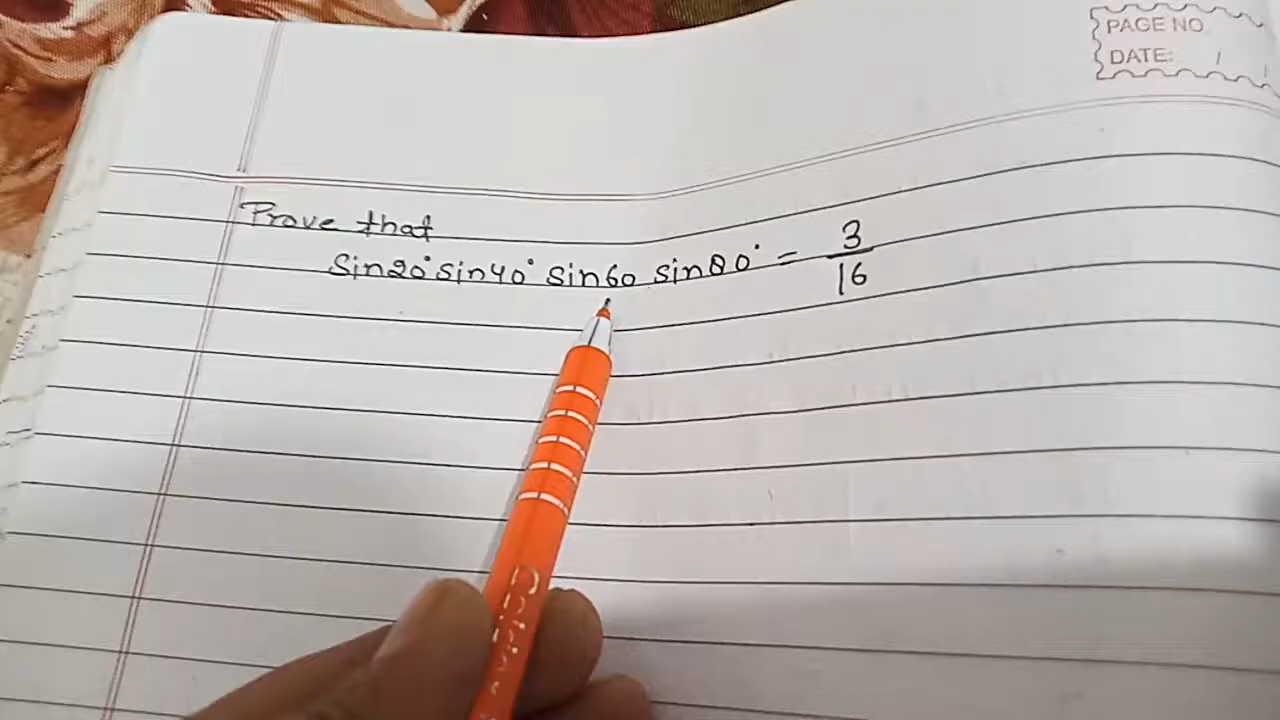 PAGE NO
DATE: / /
Prove that
sin20° sin40° sin60 sin80° = 3/16